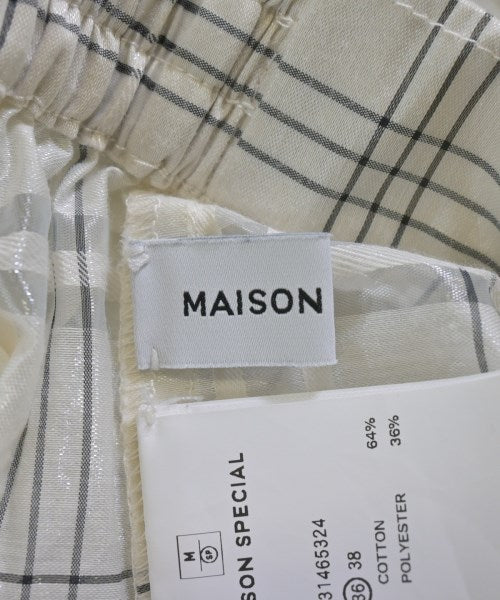 MAISON
M
SP
SON SPECIAL
31465324
36 38
COTTON 64%
POLYESTER 36%